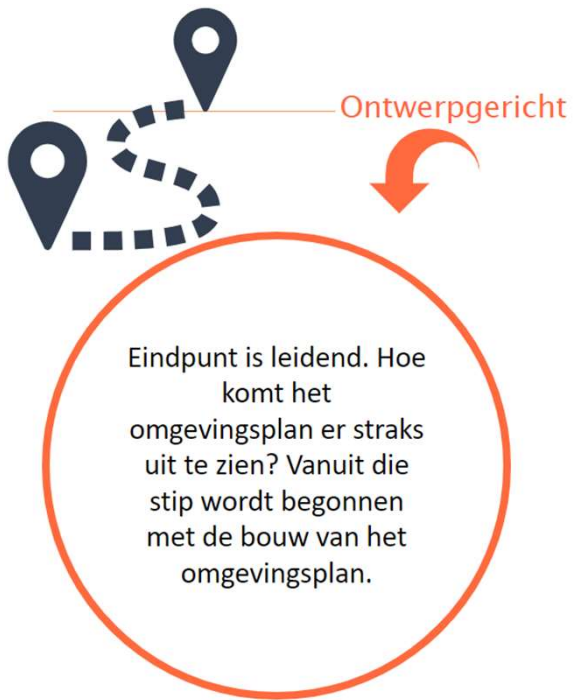 Ontwerpgericht
Eindpunt is leidend. Hoe
komt het
omgevingsplan er straks
uit te zien? Vanuit die
stip wordt begonnen
met de bouw van het
omgevingsplan.